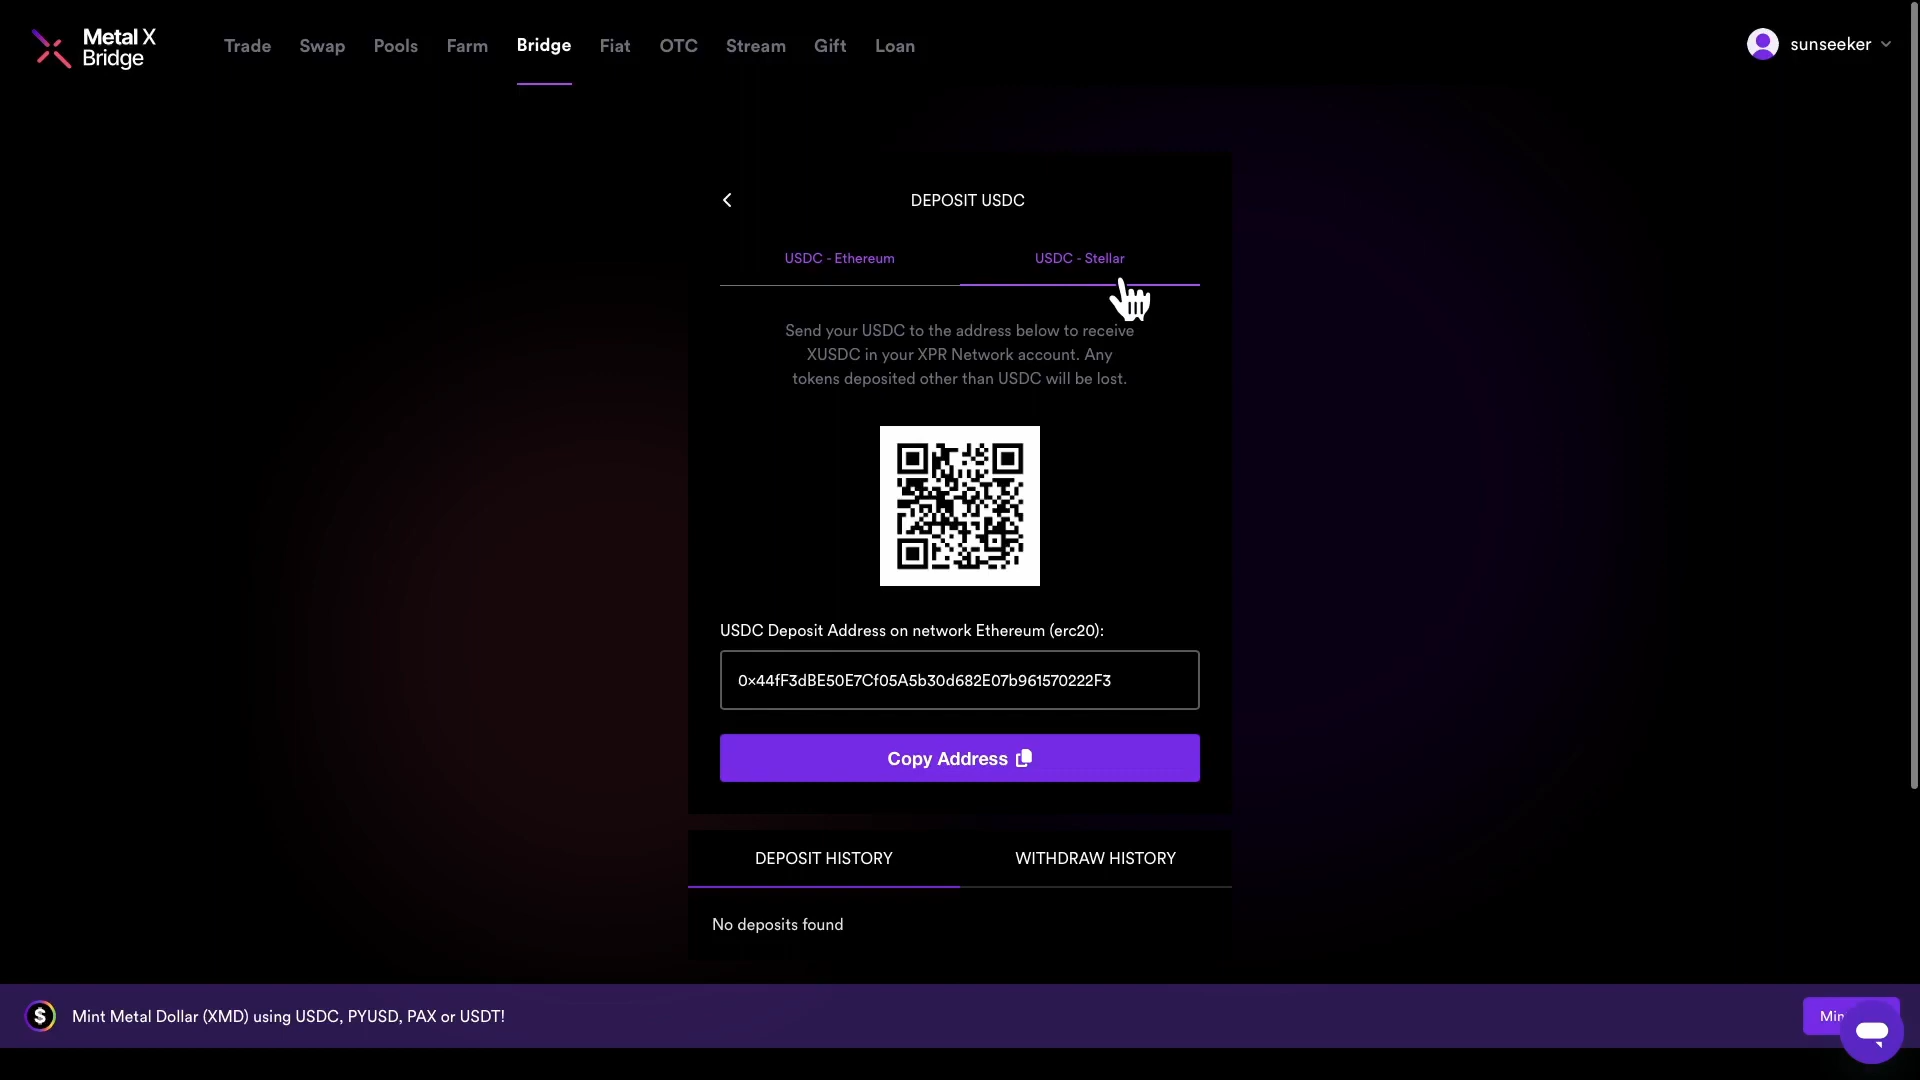 Metal X
Bridge
Trade Swap Pools Farm Bridge Fiat OTC Stream Gift Loan
sunseeker
DEPOSIT USDC
USDC - Ethereum USDC - Stellar
Send your USDC to the address below to receive
XUSDC in your XPR Network account. Any
tokens deposited other than USDC will be lost.
USDC Deposit Address on network Ethereum (erc20):
0x44fF3dBE50E7Cf05A5b30d682E07b961570222F3
Copy Address
DEPOSIT HISTORY WITHDRAW HISTORY
No deposits found
$ Mint Metal Dollar (XMD) using USDC, PYUSD, PAX or USDT!